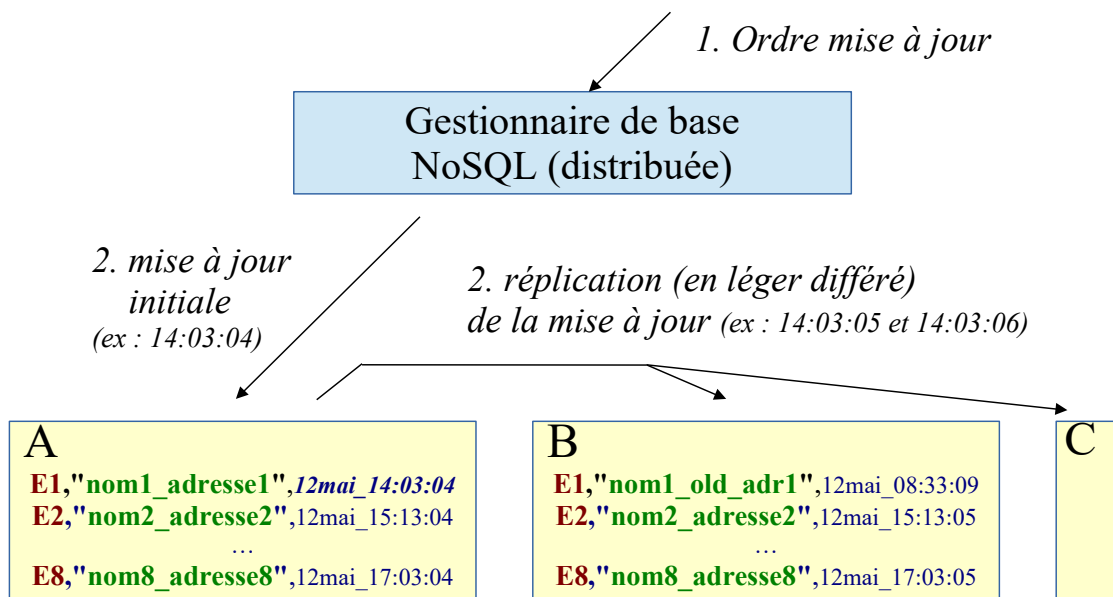 1. Ordre mise à jour
Gestionnaire de base
NoSQL (distribuée)
2. mise à jour
initiale
(ex : 14:03:04)
2. réplication (en léger différé)
de la mise à jour (ex : 14:03:05 et 14:03:06)
A
E1,"nom1_adresse1",12mai_14:03:04
E2,"nom2_adresse2",12mai_15:13:04
...
E8,"nom8_adresse8",12mai_17:03:04
B
E1,"nom1_old_adr1",12mai_08:33:09
E2,"nom2_adresse2",12mai_15:13:05
...
E8,"nom8_adresse8",12mai_17:03:05
C